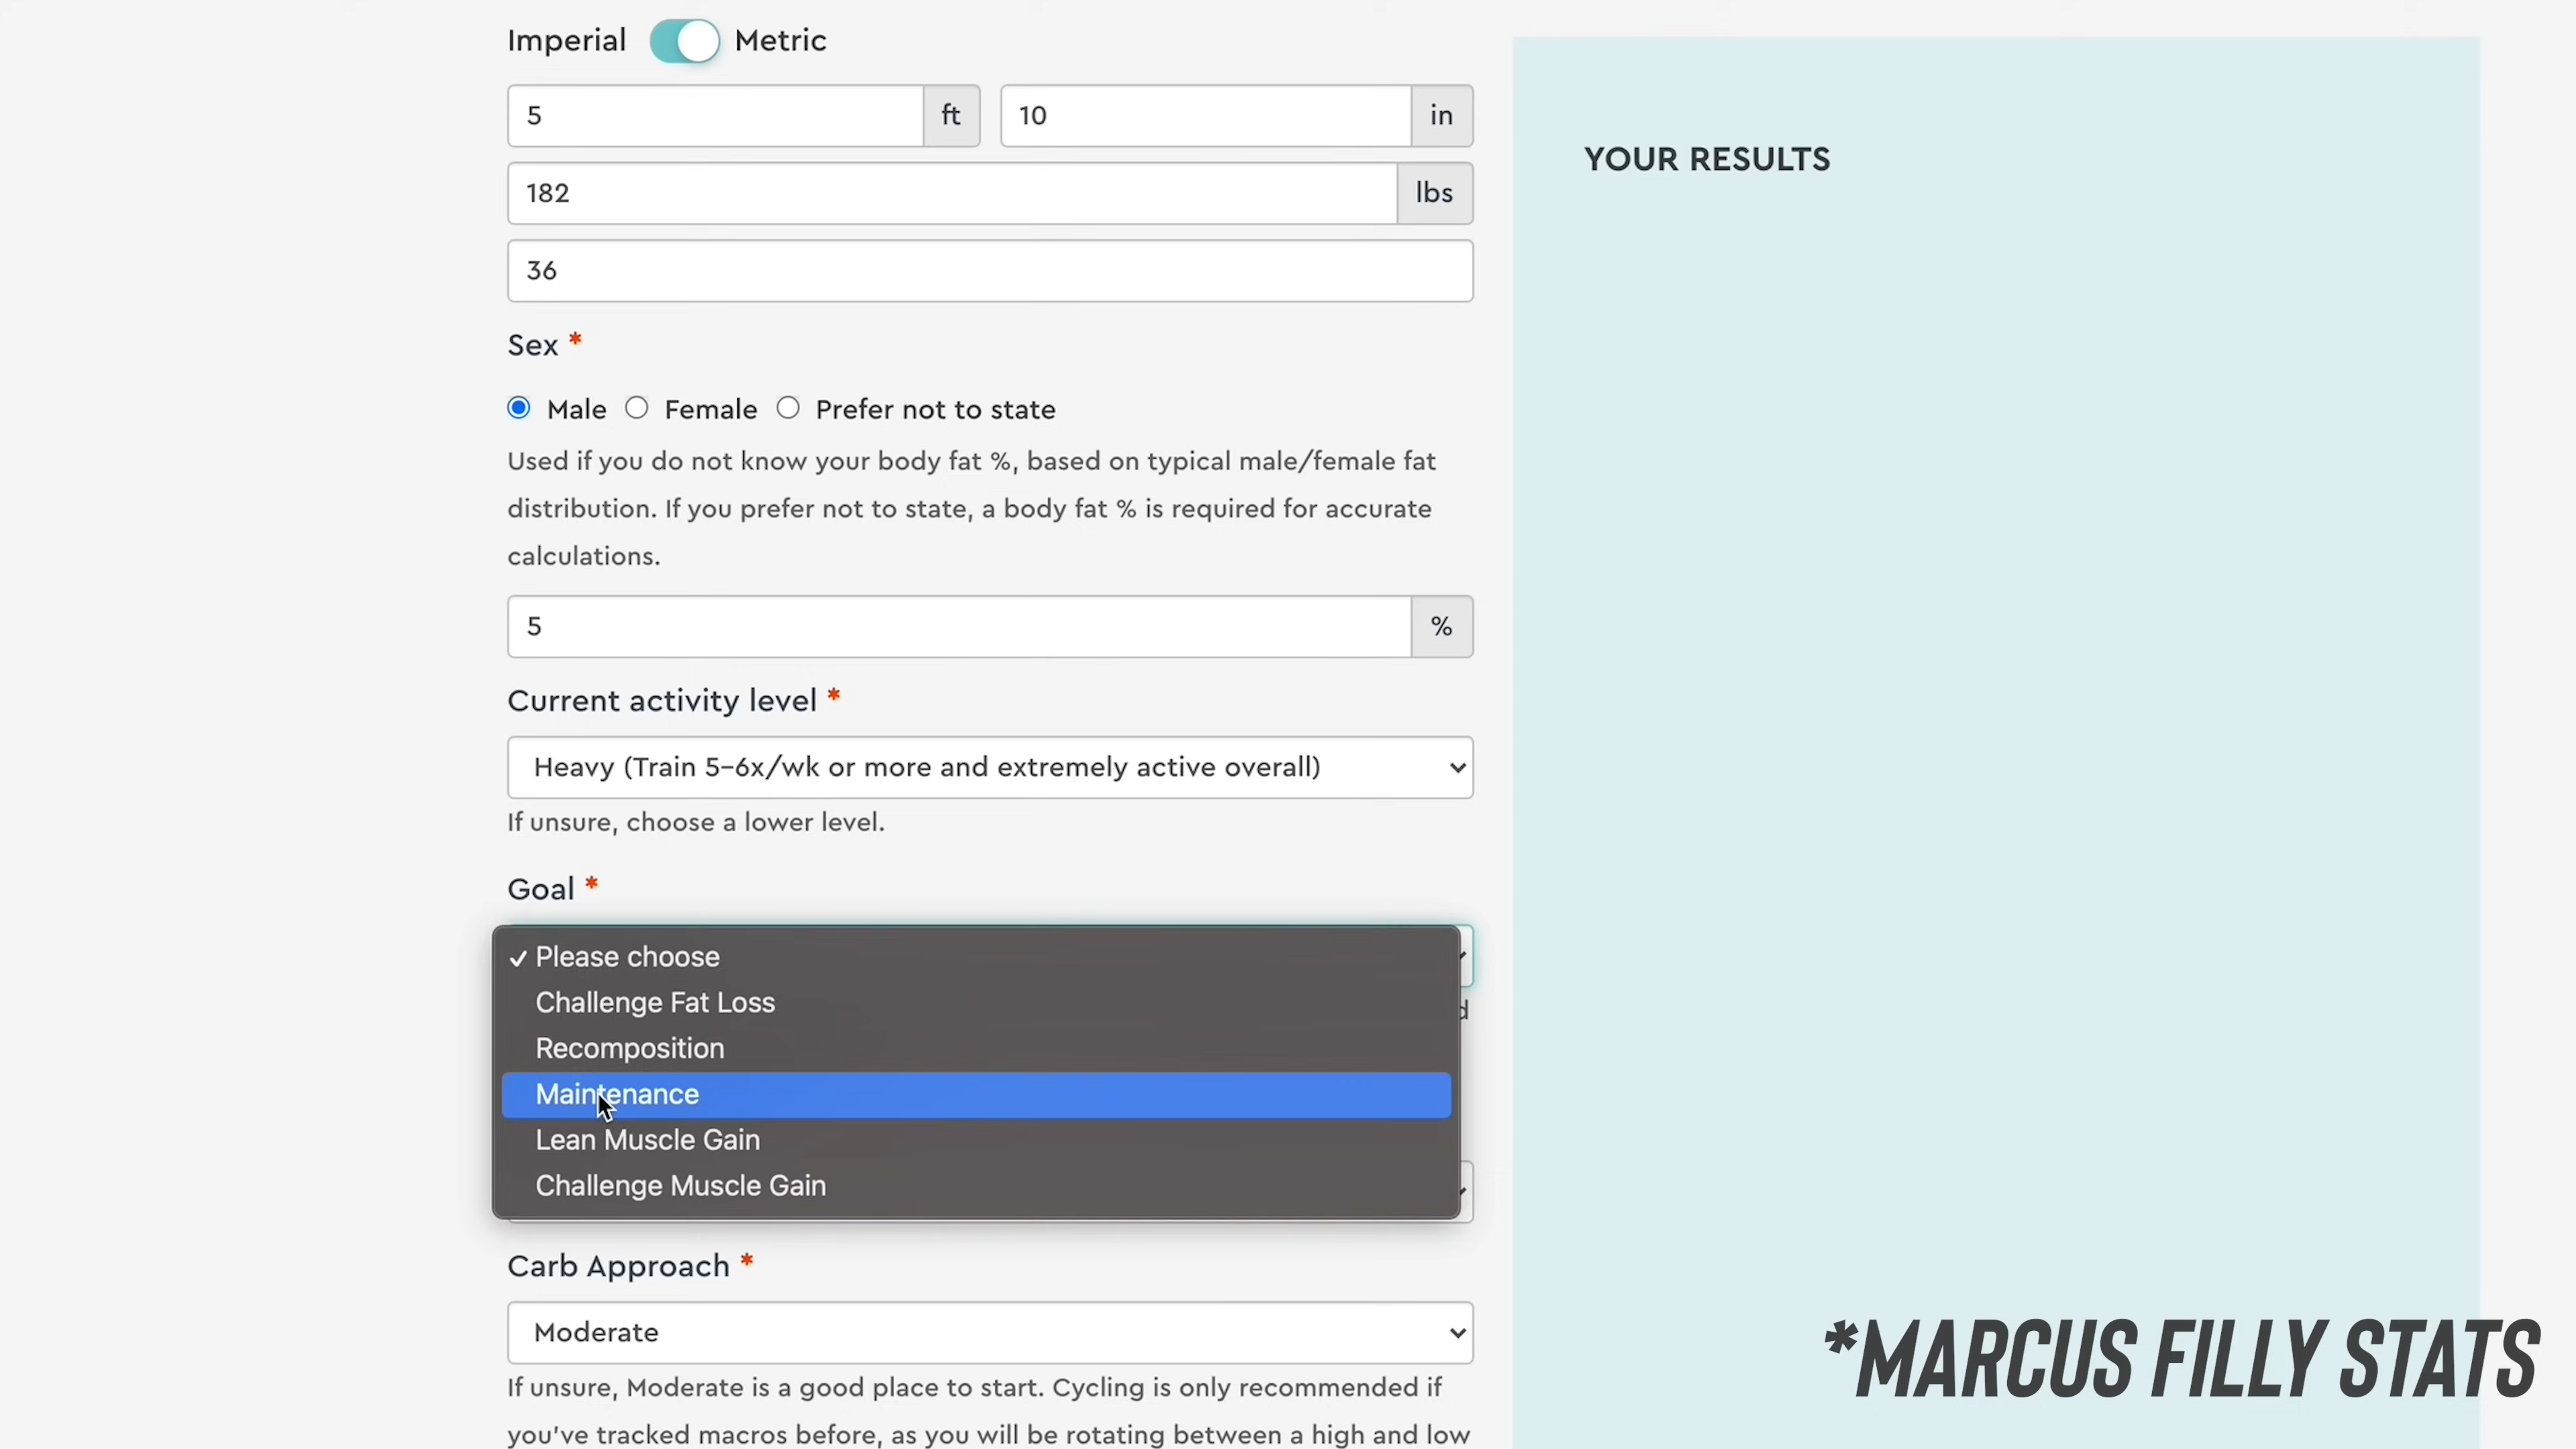 Imperial Metric
5 ft 10 in
182 lbs
36
Sex *
Male Female Prefer not to state
Used if you do not know your body fat %, based on typical male/female fat
distribution. If you prefer not to state, a body fat % is required for accurate
calculations.
5 %
Current activity level *
Heavy (Train 5-6x/wk or more and extremely active overall)
If unsure, choose a lower level.
Goal *
✓ Please choose
Challenge Fat Loss
Recomposition
Maintenance
Lean Muscle Gain
Challenge Muscle Gain
Carb Approach *
Moderate
If unsure, Moderate is a good place to start. Cycling is only recommended if
you've tracked macros before, as you will be rotating between a high and low
YOUR RESULTS
*MARCUS FILLY STATS